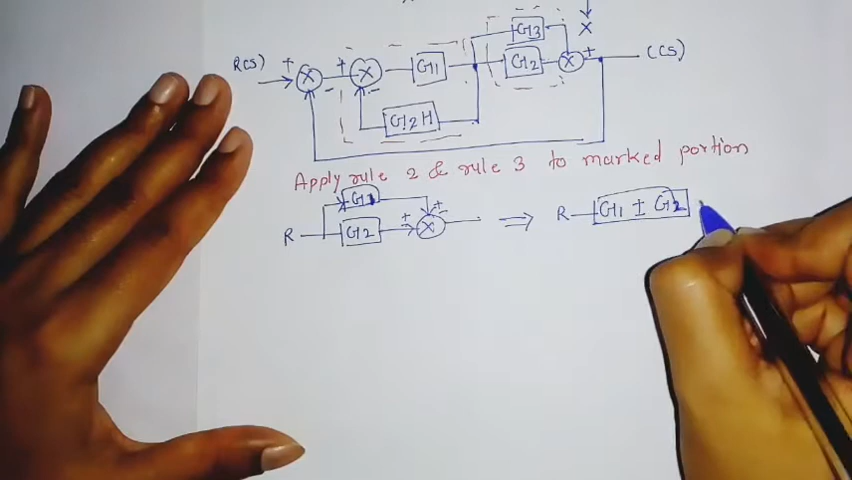 X
G3
R(S) + X + X G1 G2 X + C(S)
- -
G2H
Apply rule 2 & rule 3 to marked portion
G1 ±
R G2 + X ⇒ R G1 ± G2